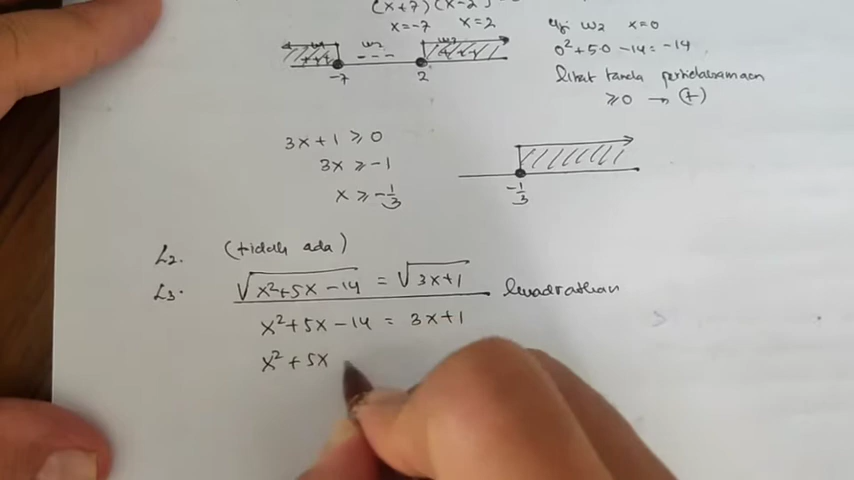 (x+7)(x-2)
x=-7 x=2
w2 x=0
0²+5.0-14=-14
lihat tanda pertidaksamaan
≥0 → (+)
w2
+++ --- +++
-7 2
3x+1 ≥ 0
3x ≥ -1
x ≥ -1/3
-1/3
L2. (tidak ada)
L3. √x²+5x-14 = √3x+1 kuadratkan
x²+5x-14 = 3x+1
x²+5x